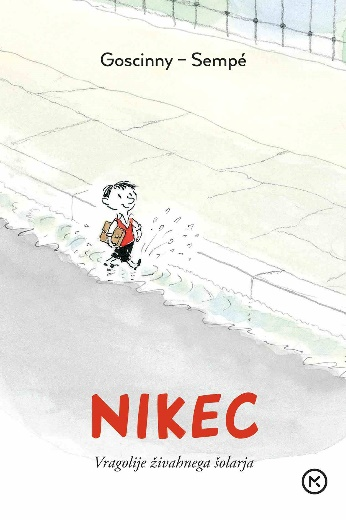 Goscinny – Sempé
NIKEC
Vragolije živahnega šolarja
M